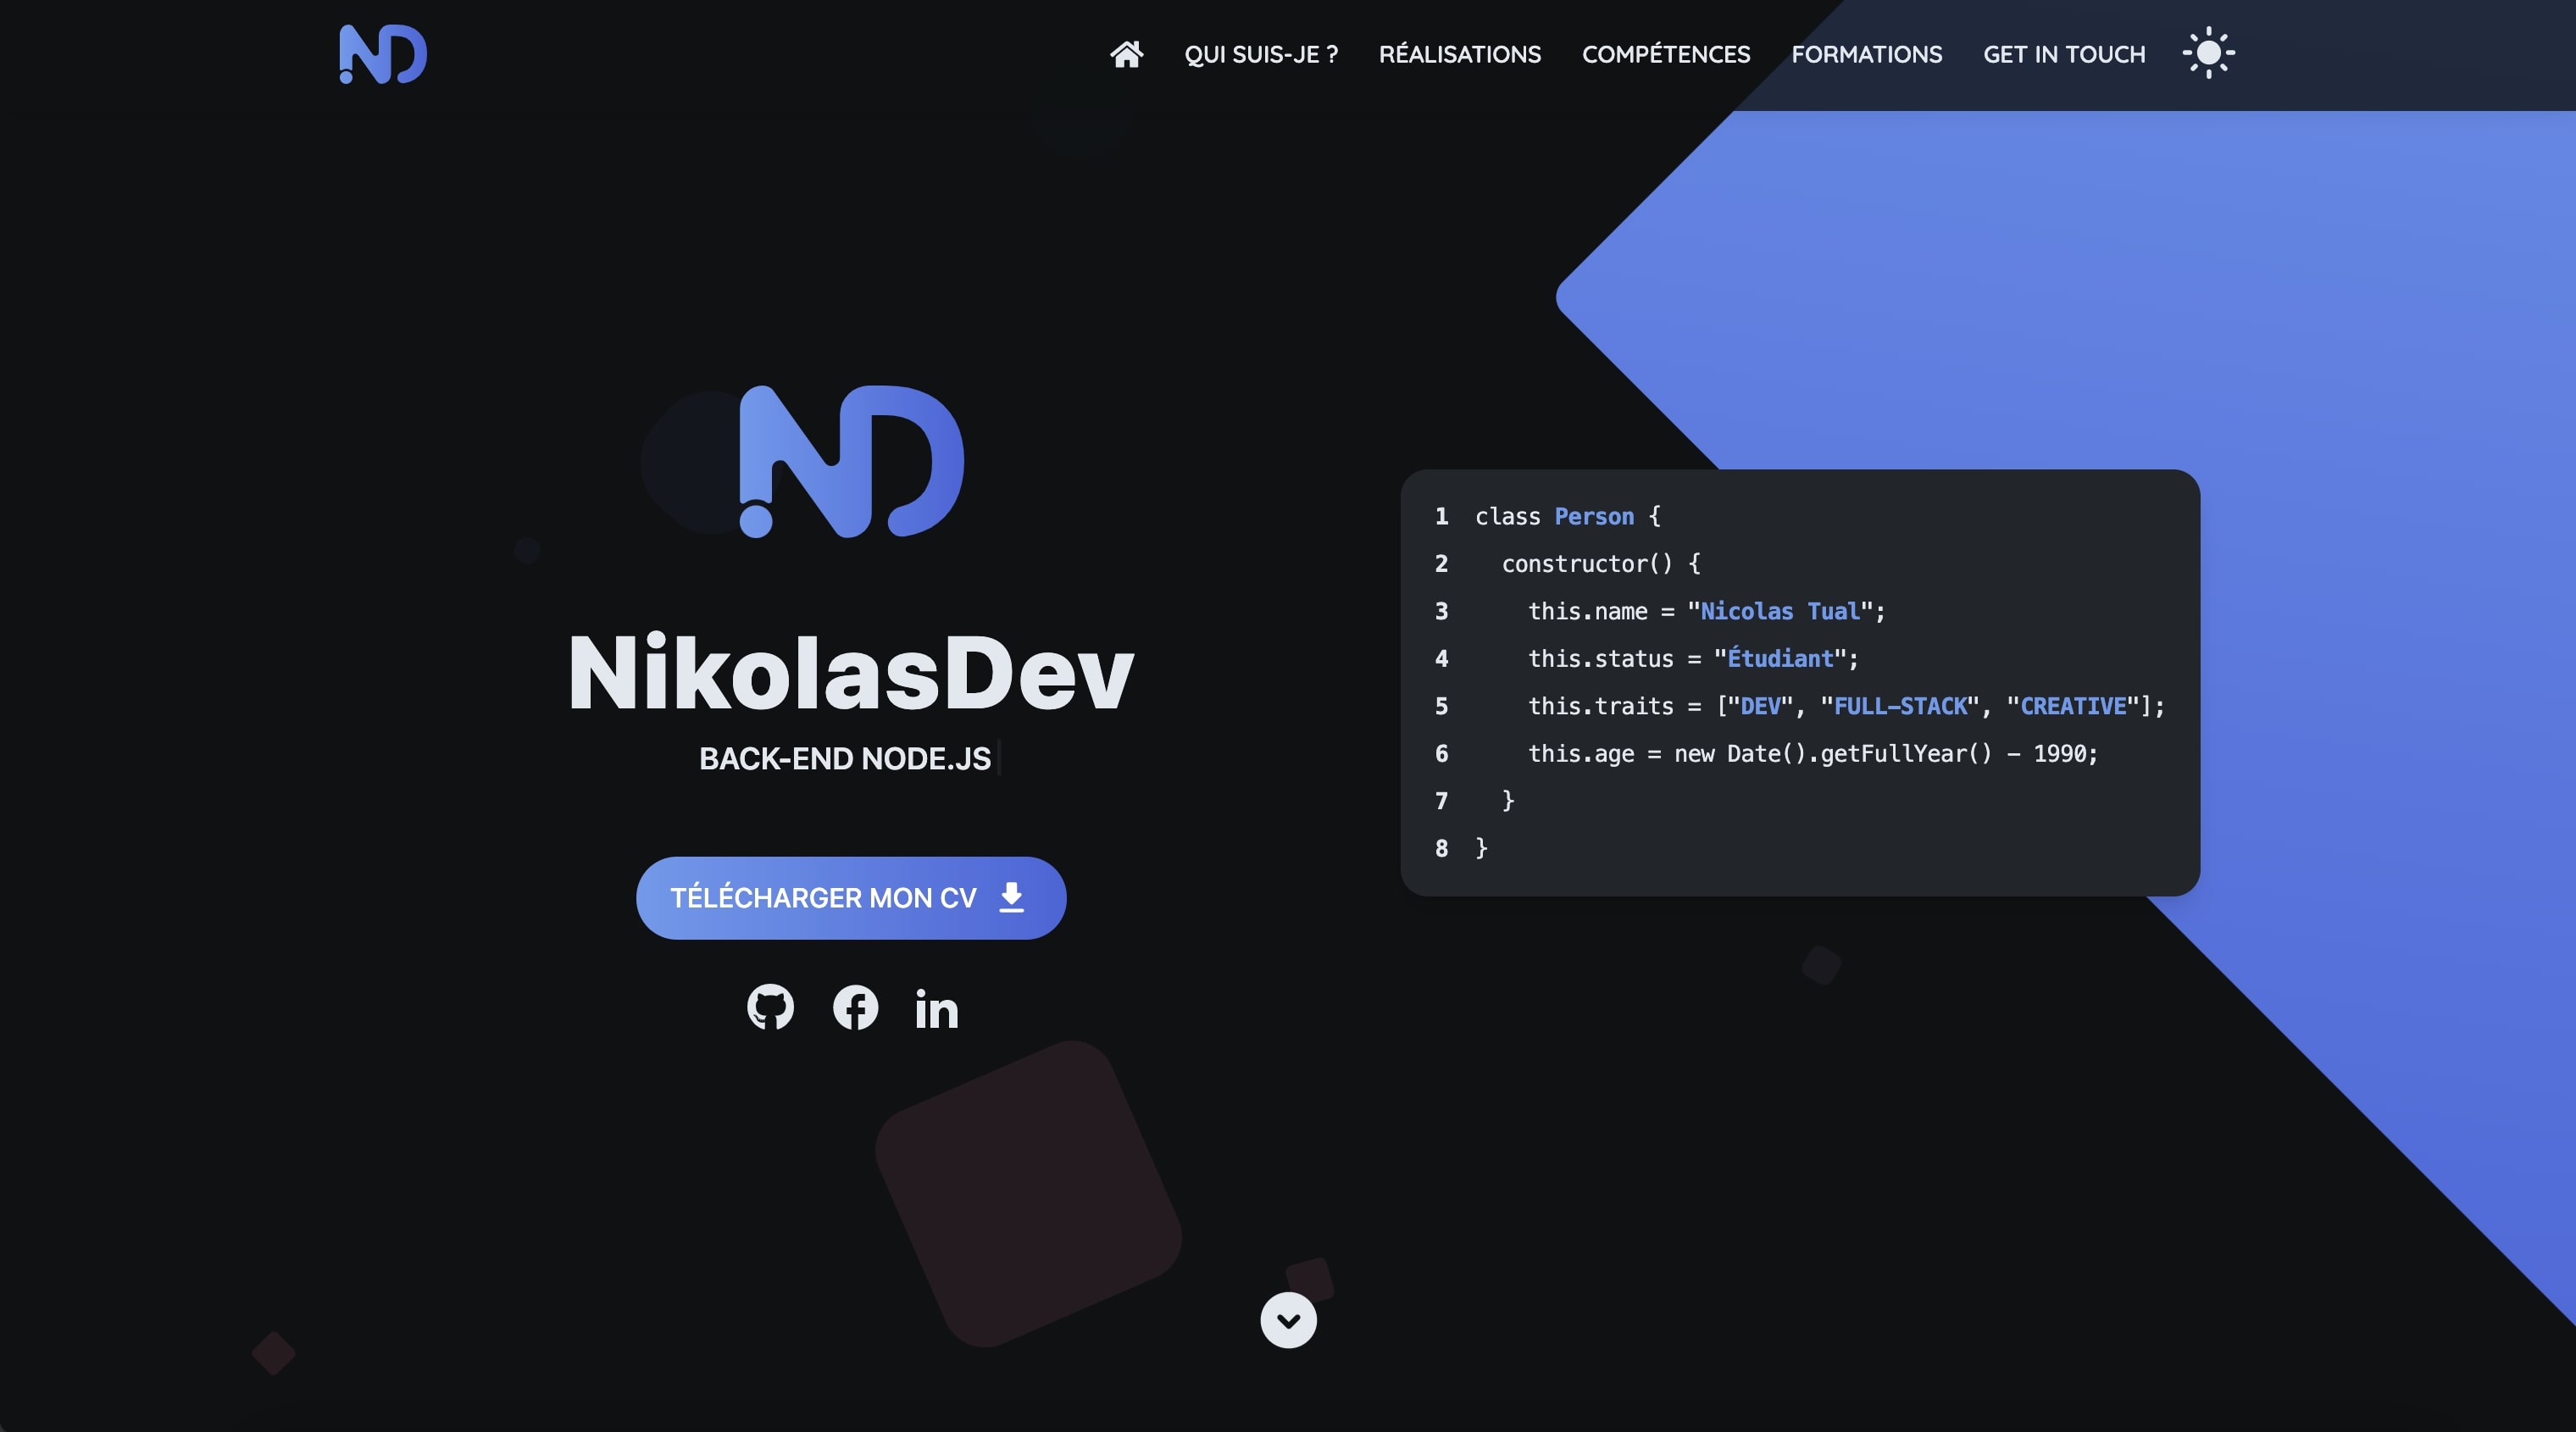 ND
QUI SUIS-JE ? RÉALISATIONS COMPÉTENCES FORMATIONS GET IN TOUCH
ND
NikolasDev
BACK-END NODE.JS
TÉLÉCHARGER MON CV
in
1 class Person {
2 constructor() {
3 this.name = "Nicolas Tual";
4 this.status = "Étudiant";
5 this.traits = ["DEV", "FULL-STACK", "CREATIVE"];
6 this.age = new Date().getFullYear() - 1990;
7 }
8 }